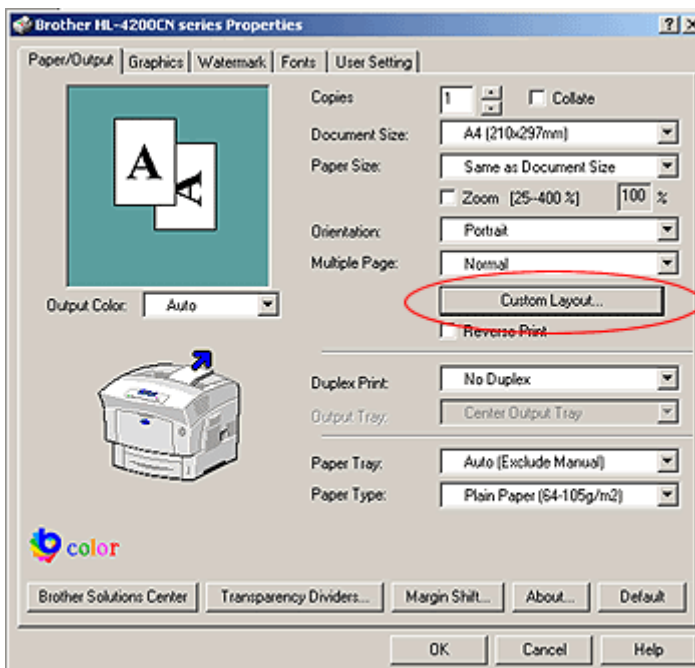 Brother HL-4200CN series Properties
Paper/Output Graphics Watermark Fonts User Setting
Copies 1 Collate
Document Size: A4 (210x297mm)
Paper Size: Same as Document Size
Zoom [25--400 %] 100 %
Orientation: Portrait
Multiple Page: Normal
Custom Layout...
Output Color: Auto
Reverse Print
Duplex Print: No Duplex
Output Tray: Center Output Tray
Paper Tray: Auto (Exclude Manual)
Paper Type: Plain Paper (64-105g/m2)
A
A
b color
Brother Solutions Center Transparency Dividers... Margin Shift... About... Default
OK Cancel Help